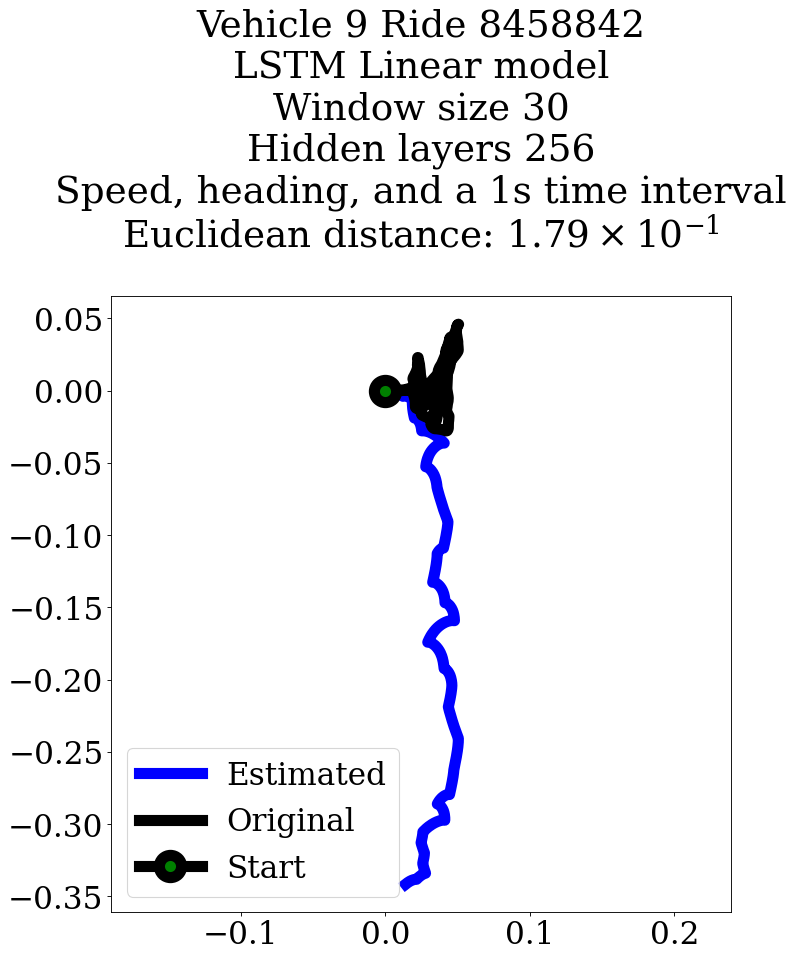 Vehicle 9 Ride 8458842
LSTM Linear model
Window size 30
Hidden layers 256
Speed, heading, and a 1s time interval
Euclidean distance: 1.79 × 10⁻¹
0.05
0.00
−0.05
−0.10
−0.15
−0.20
−0.25
−0.30
−0.35
Estimated
Original
Start
−0.1
0.0
0.1
0.2